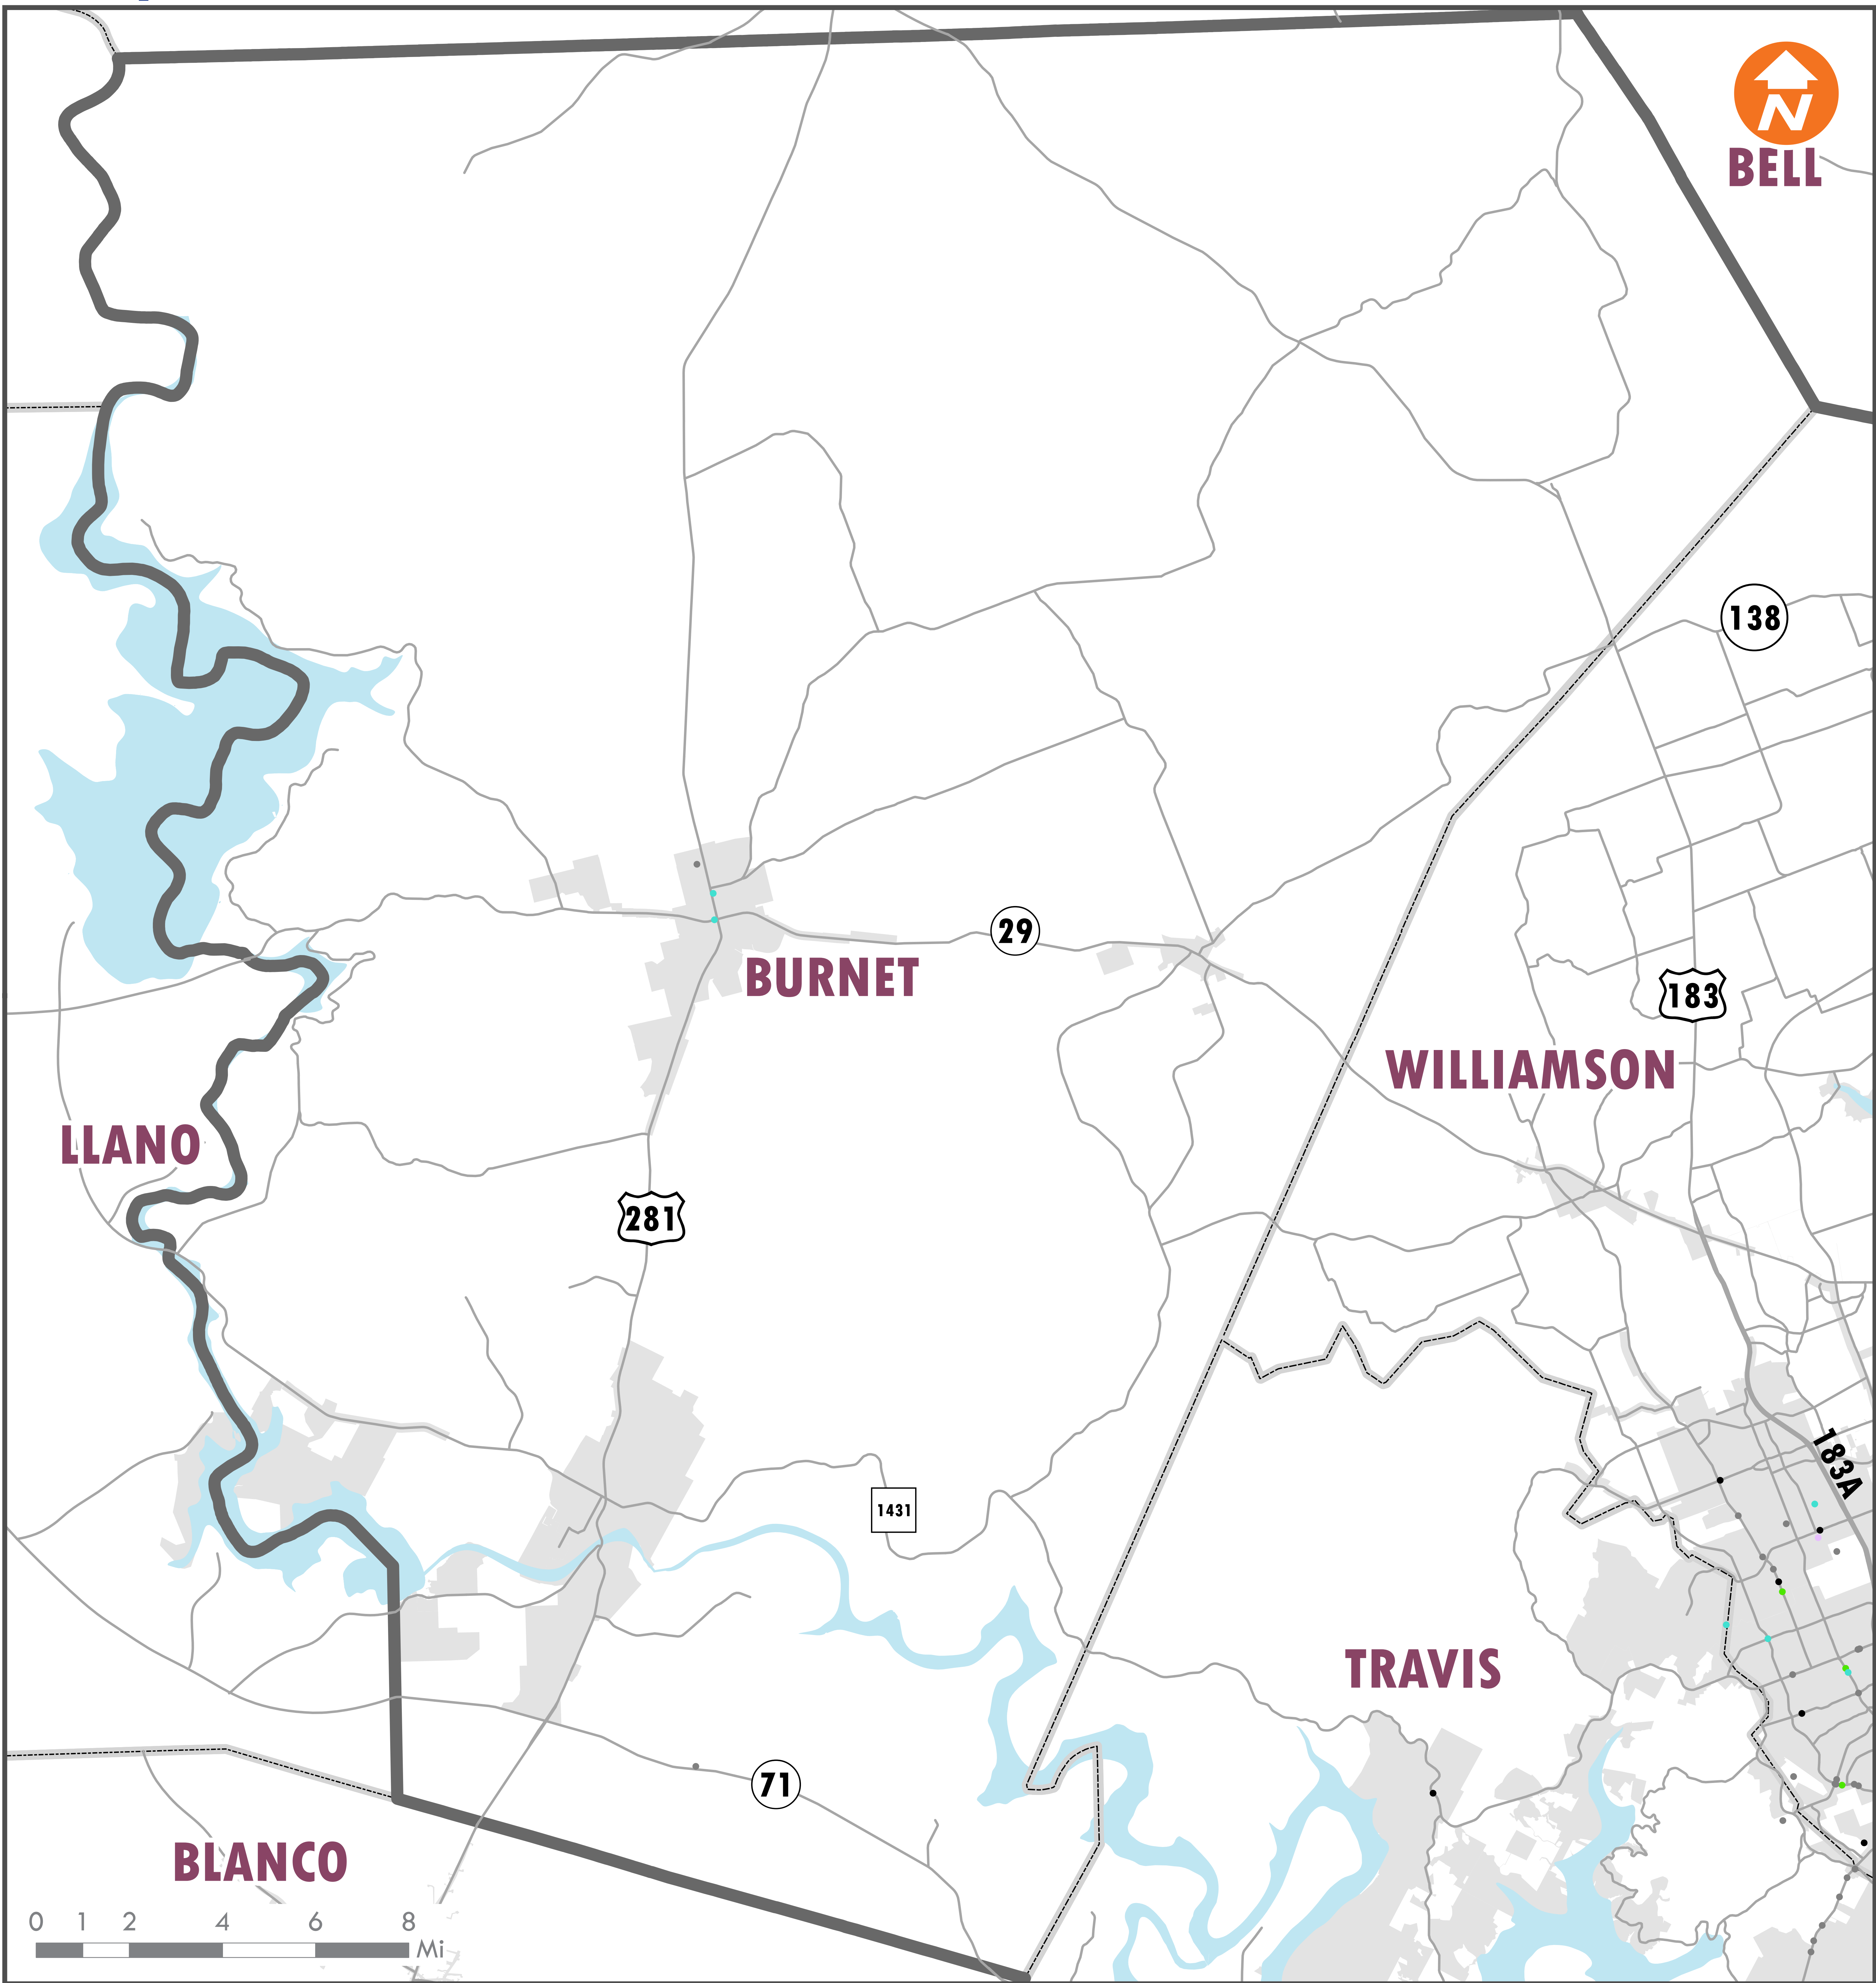 N
BELL
138
29
BURNET
183
WILLIAMSON
LLANO
281
183A
1431
TRAVIS
71
BLANCO
0 1 2 4 6 8
Mi